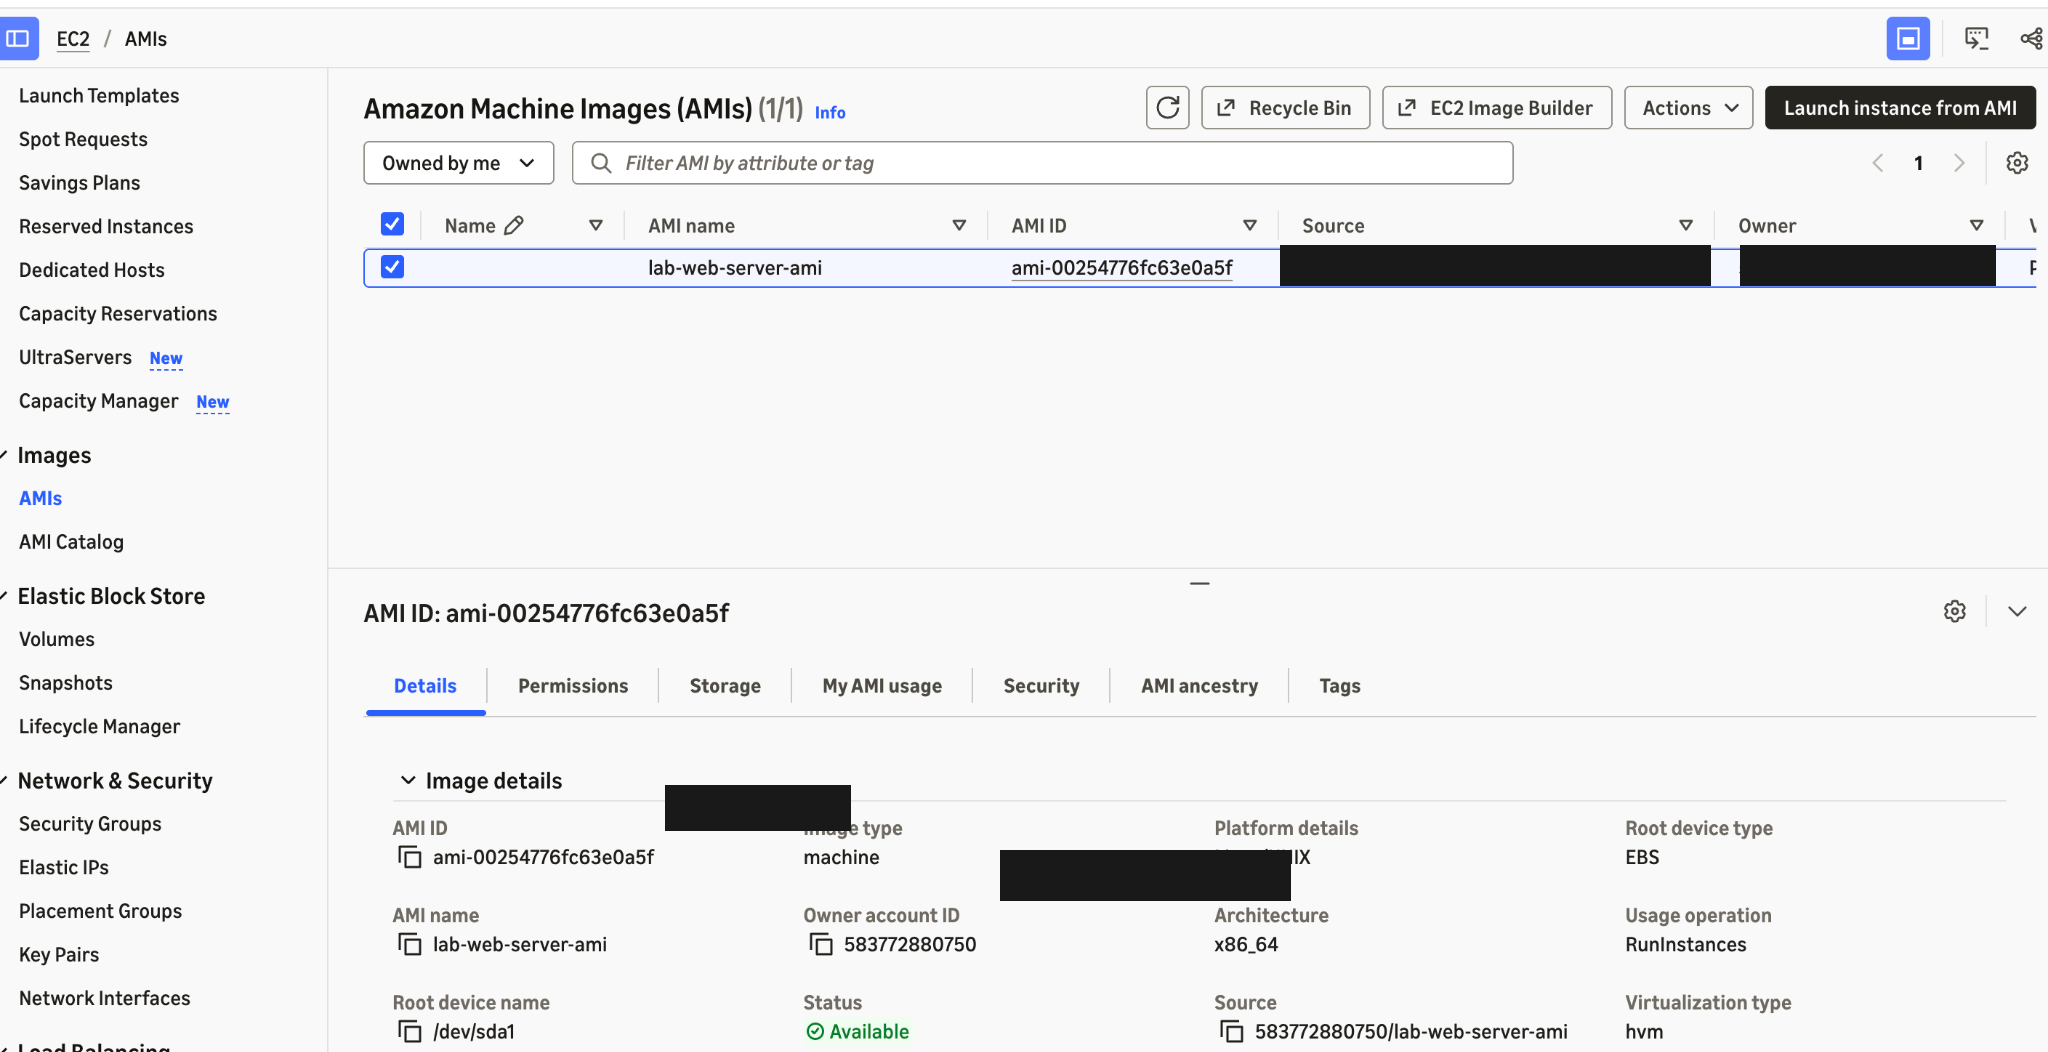 EC2 / AMIs
Launch Templates
Spot Requests
Savings Plans
Reserved Instances
Dedicated Hosts
Capacity Reservations
UltraServers New
Capacity Manager New
Images
AMIs
AMI Catalog
Elastic Block Store
Volumes
Snapshots
Lifecycle Manager
Network & Security
Security Groups
Elastic IPs
Placement Groups
Key Pairs
Network Interfaces
Load Balancing
Amazon Machine Images (AMIs) (1/1) Info
Recycle Bin
EC2 Image Builder
Actions
Launch instance from AMI
Owned by me
Filter AMI by attribute or tag
1
Name AMI name AMI ID Source Owner
lab-web-server-ami ami-00254776fc63e0a5f
AMI ID: ami-00254776fc63e0a5f
Details Permissions Storage My AMI usage Security AMI ancestry Tags
Image details
AMI ID Image type Platform details Root device type
ami-00254776fc63e0a5f machine EBS
AMI name Owner account ID Architecture Usage operation
lab-web-server-ami 583772880750 x86_64 RunInstances
Root device name Status Source Virtualization type
/dev/sda1 Available 583772880750/lab-web-server-ami hvm